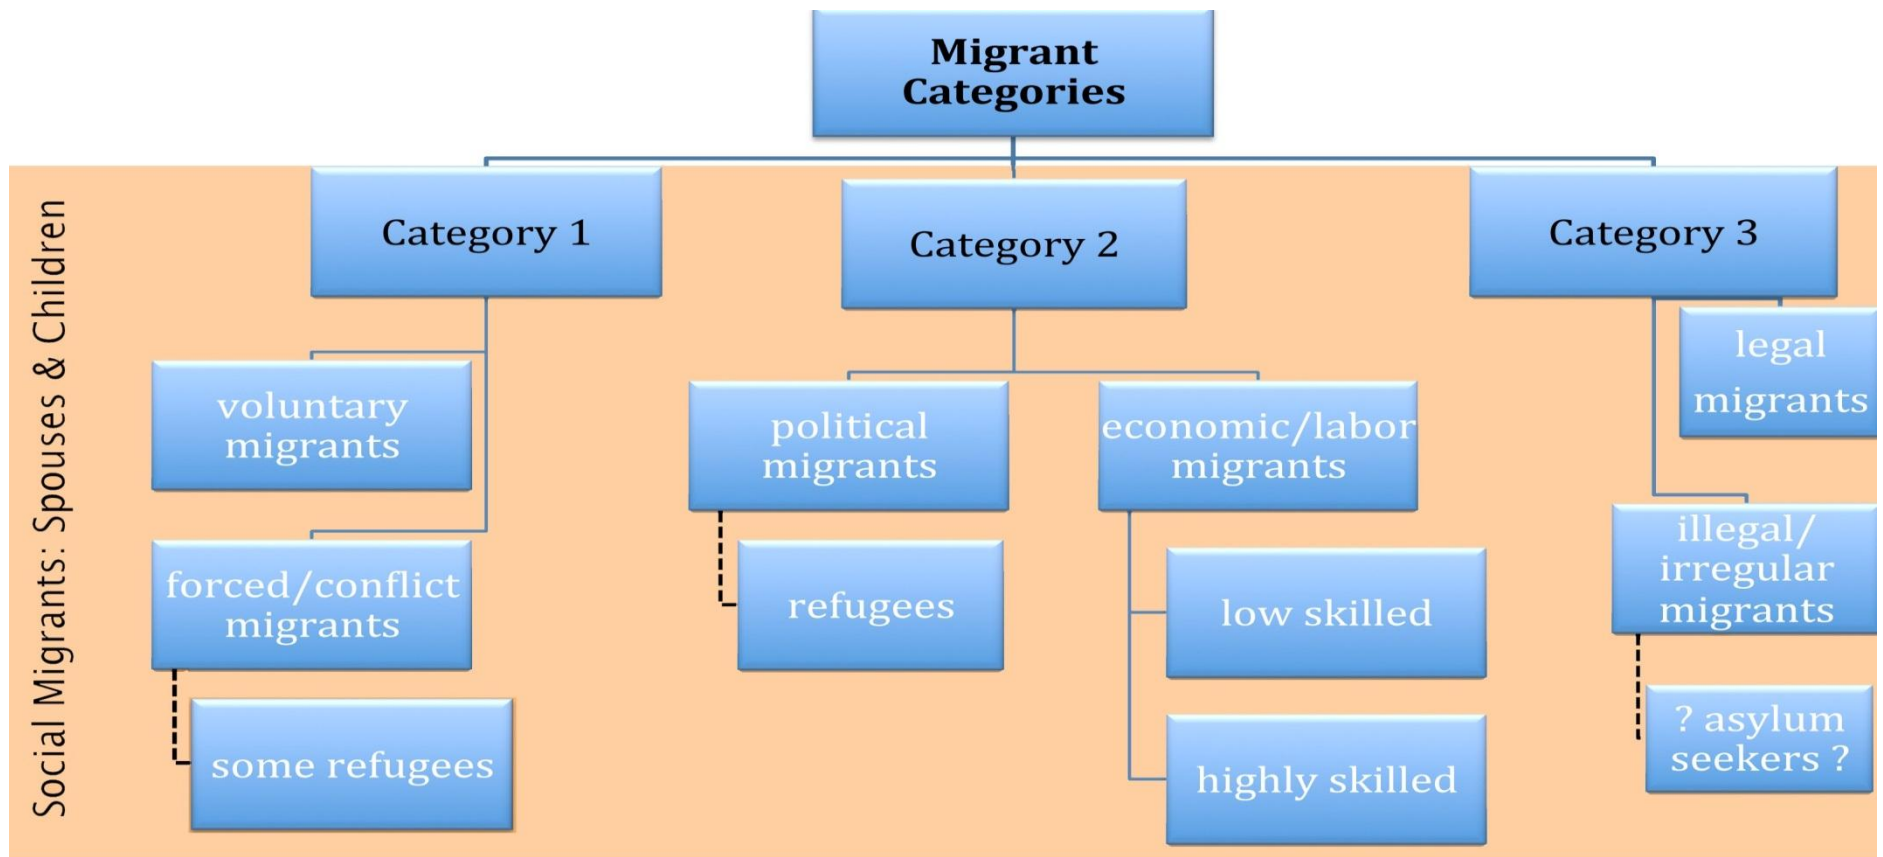 Migrant
Categories
Social Migrants: Spouses & Children
Category 1
voluntary
migrants
forced/conflict
migrants
some refugees
Category 2
political
migrants
refugees
economic/labor
migrants
low skilled
highly skilled
Category 3
legal
migrants
illegal/
irregular
migrants
? asylum
seekers ?